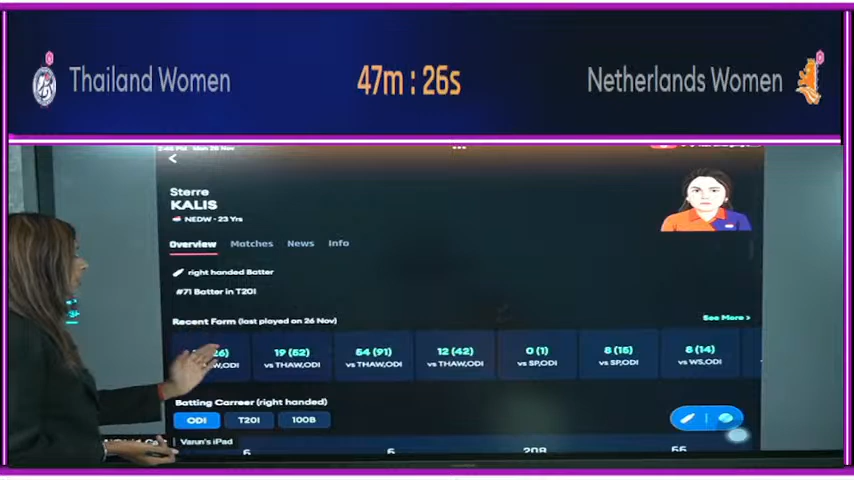 Thailand Women
47m : 26s
Netherlands Women
Mon 28 Nov
Sterre
KALIS
NEDW - 23 Yrs
Overview Matches News Info
right handed Batter
#71 Batter in T20I
Recent Form (last played on 26 Nov)
See More >
19 (52) 54 (91) 12 (42) 0 (1) 8 (15) 8 (14)
vs THAW,ODI vs THAW,ODI vs THAW,ODI vs SP,ODI vs SP,ODI vs WS,ODI
Batting Carreer (right handed)
ODI T20I 100B
Varun's iPad
208